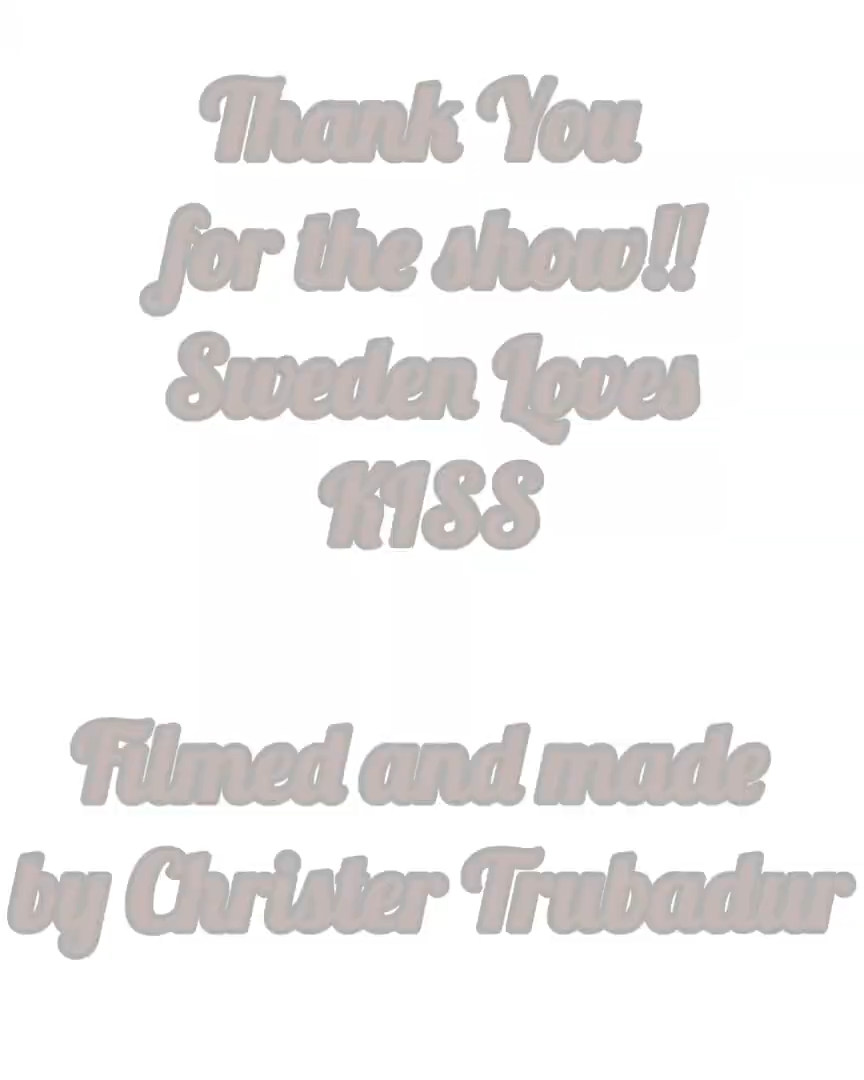 Thank You
for the show!!
Sweden Loves
KISS
Filmed and made
by Christer Trubadur